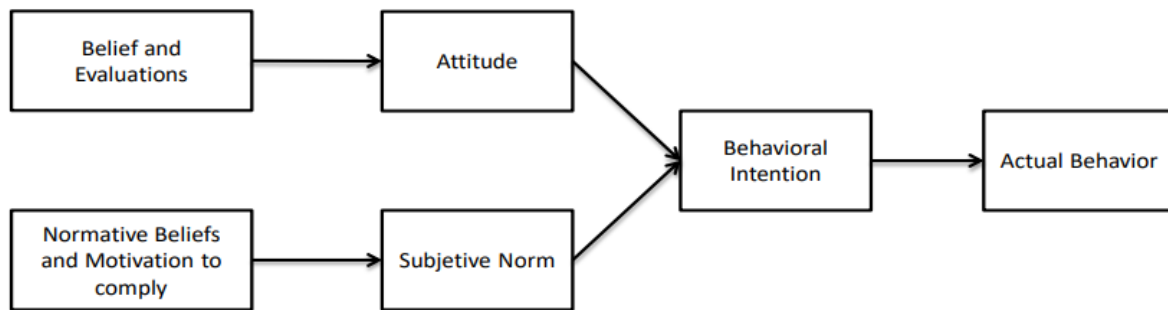 Belief and
Evaluations
Attitude
Behavioral
Intention
Actual Behavior
Normative Beliefs
and Motivation to
comply
Subjetive Norm